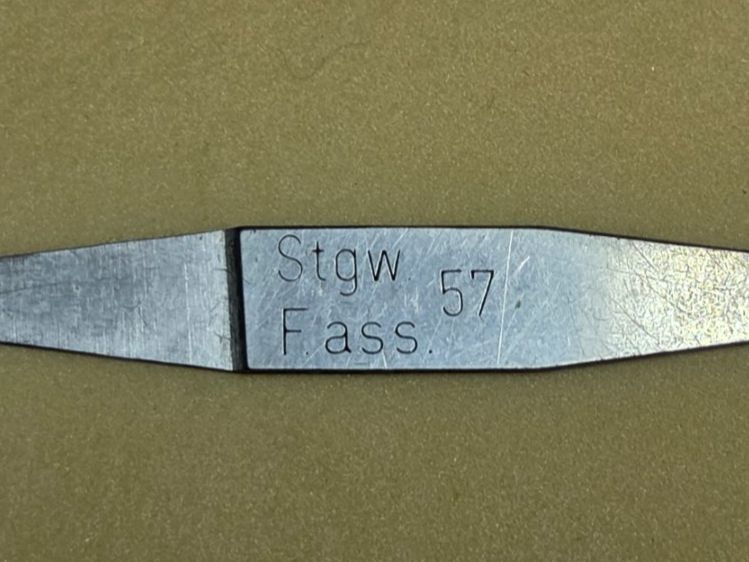 Stgw. 57
F. ass.